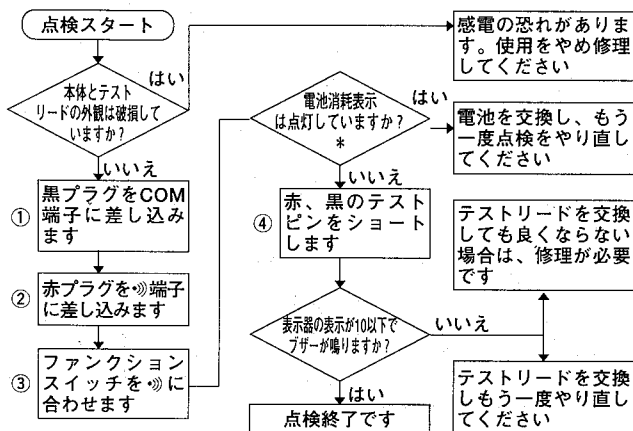 点検スタート
はい
本体とテスト
リードの外観は破損して
いますか？
いいえ
①
黒プラグをCOM
端子に差し込み
ます
②
赤プラグを•)))端子
に差し込みます
③
ファンクション
スイッチを•)))に
合わせます
感電の恐れがありま
す。使用をやめ修理
してください
電池消耗表示
は点灯していますか？
*
はい
電池を交換し、もう
一度点検をやり直し
てください
いいえ
④
赤、黒のテスト
ピンをショート
します
テストリードを交換
しても良くならない
場合は、修理が必要
です
表示器の表示が10以下で
ブザーが鳴りますか？
いいえ
はい
点検終了です
テストリードを交換
しもう一度やり直し
てください